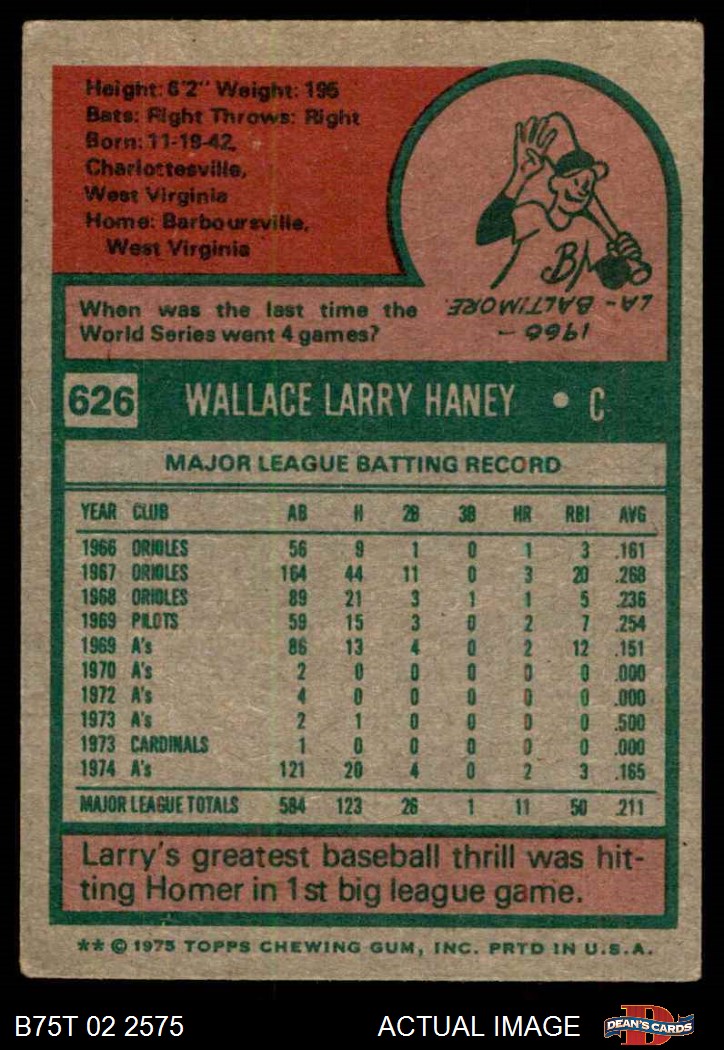 Height: 6'2" Weight: 195
Bats: Right Throws: Right
Born: 11-19-42,
Charlottesville,
West Virginia
Home: Barboursville,
West Virginia
When was the last time the
World Series went 4 games?
1966 -
LA-BALTIMORE.
626 WALLACE LARRY HANEY • C
MAJOR LEAGUE BATTING RECORD
YEAR CLUB AB H 2B 3B HR RBI AVG
1966 ORIOLES 56 9 1 0 1 3 .161
1967 ORIOLES 164 44 11 0 3 20 .268
1968 ORIOLES 89 21 3 1 1 5 .236
1969 PILOTS 59 15 3 0 2 7 .254
1969 A's 86 13 4 0 2 12 .151
1970 A's 2 0 0 0 0 0 .000
1972 A's 4 0 0 0 0 0 .000
1973 A's 2 1 0 0 0 0 .500
1973 CARDINALS 1 0 0 0 0 0 .000
1974 A's 121 20 4 0 2 3 .165
MAJOR LEAGUE TOTALS 584 123 26 1 11 50 .211
Larry's greatest baseball thrill was hit-
ting Homer in 1st big league game.
** © 1975 TOPPS CHEWING GUM, INC. PRTD IN U.S.A.
B75T 02 2575 ACTUAL IMAGE DEAN'S CARDS